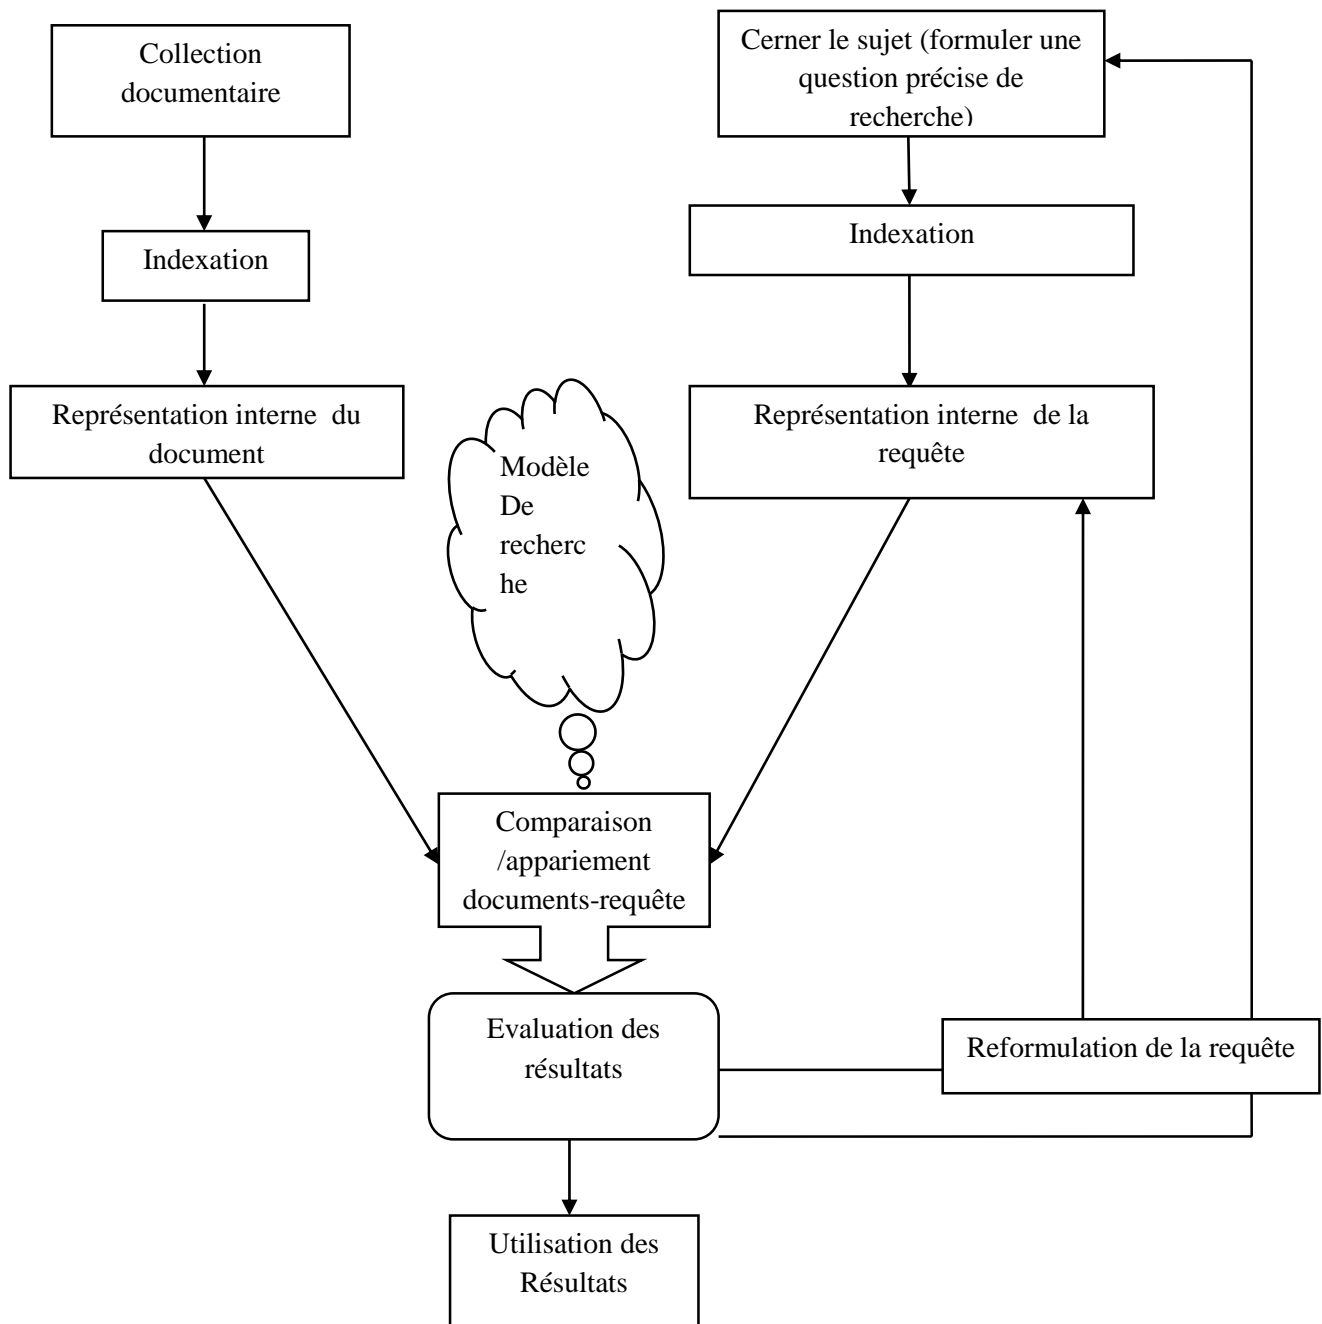 Collection
documentaire
Cerner le sujet (formuler une
question précise de
recherche)
Indexation
Indexation
Représentation interne  du
document
Représentation interne  de la
requête
Modèle
De
recherc
he
Comparaison
/appariement
documents-requête
Evaluation des
résultats
Reformulation de la requête
Utilisation des
Résultats